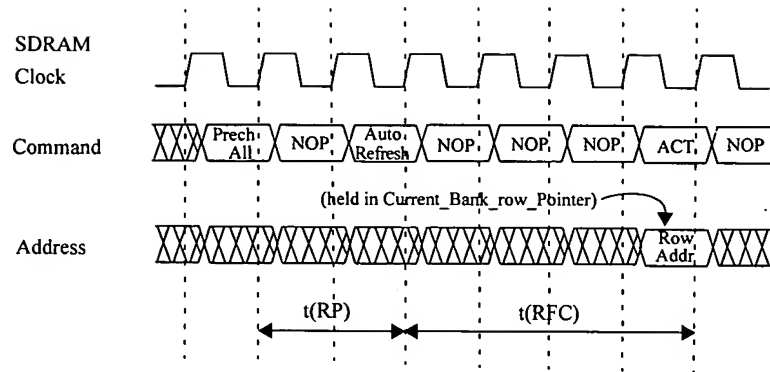 SDRAM
Clock
Command
Prech
All
NOP
Auto
Refresh
NOP
NOP
NOP
ACT
NOP
(held in Current_Bank_row_Pointer)
Address
Row
Addr
t(RP)
t(RFC)